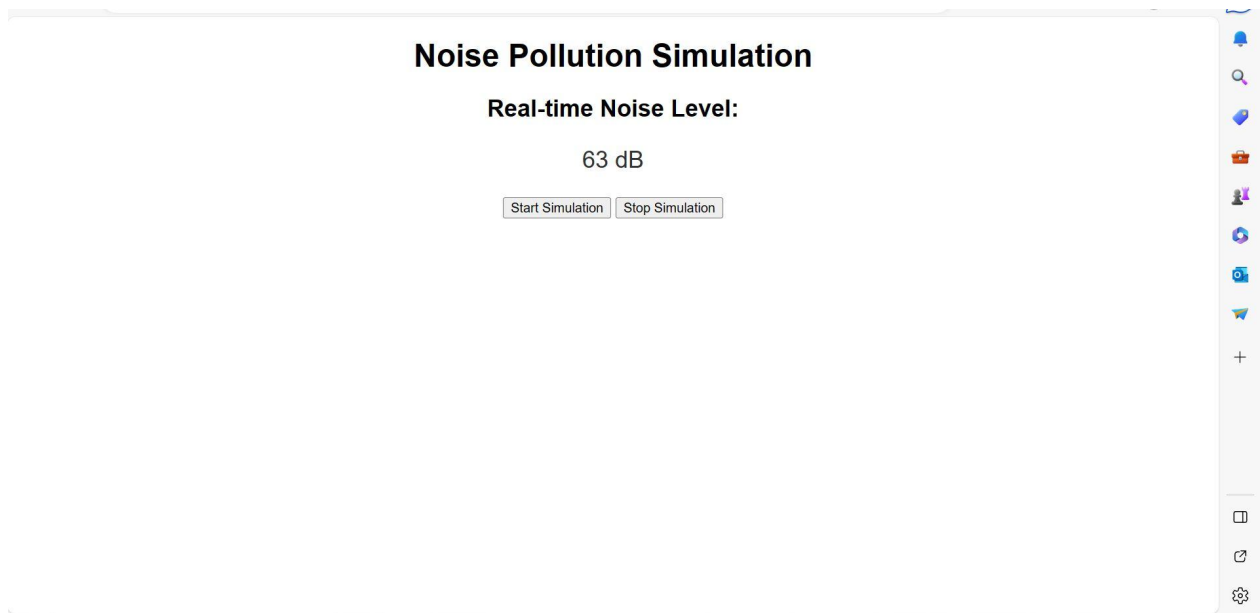 Noise Pollution Simulation
Real-time Noise Level:
63 dB
Start Simulation Stop Simulation